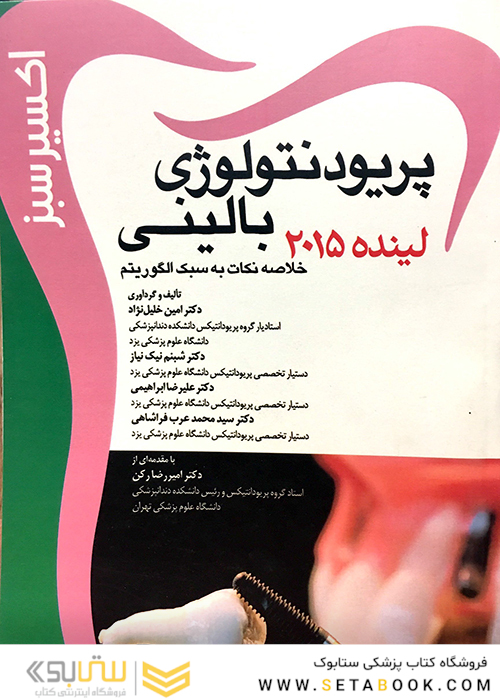 اکسیر سبز
پریودنتولوژی
بالینی
لینده ۲۰۱۵
خلاصه نکات به سبک الگوریتم
تألیف و گردآوری
دکتر امین خلیل‌نژاد
استادیار گروه پریودانتیکس دانشکده دندانپزشکی
دانشگاه علوم پزشکی یزد
دکتر شبنم نیک نیاز
دستیار تخصصی پریودانتیکس دانشگاه علوم پزشکی یزد
دکتر علیرضا ابراهیمی
دستیار تخصصی پریودانتیکس دانشگاه علوم پزشکی یزد
دکتر سید محمد عرب فراشاهی
دستیار تخصصی پریودانتیکس دانشگاه علوم پزشکی یزد
با مقدمه‌ای از
دکتر امیررضا رکن
استاد گروه پریودانتیکس و رئیس دانشکده دندانپزشکی
دانشگاه علوم پزشکی تهران
فروشگاه کتاب پزشکی ستابوک
WWW.SETABOOK.COM
ستابوک
فروشگاه اینترنتی کتاب